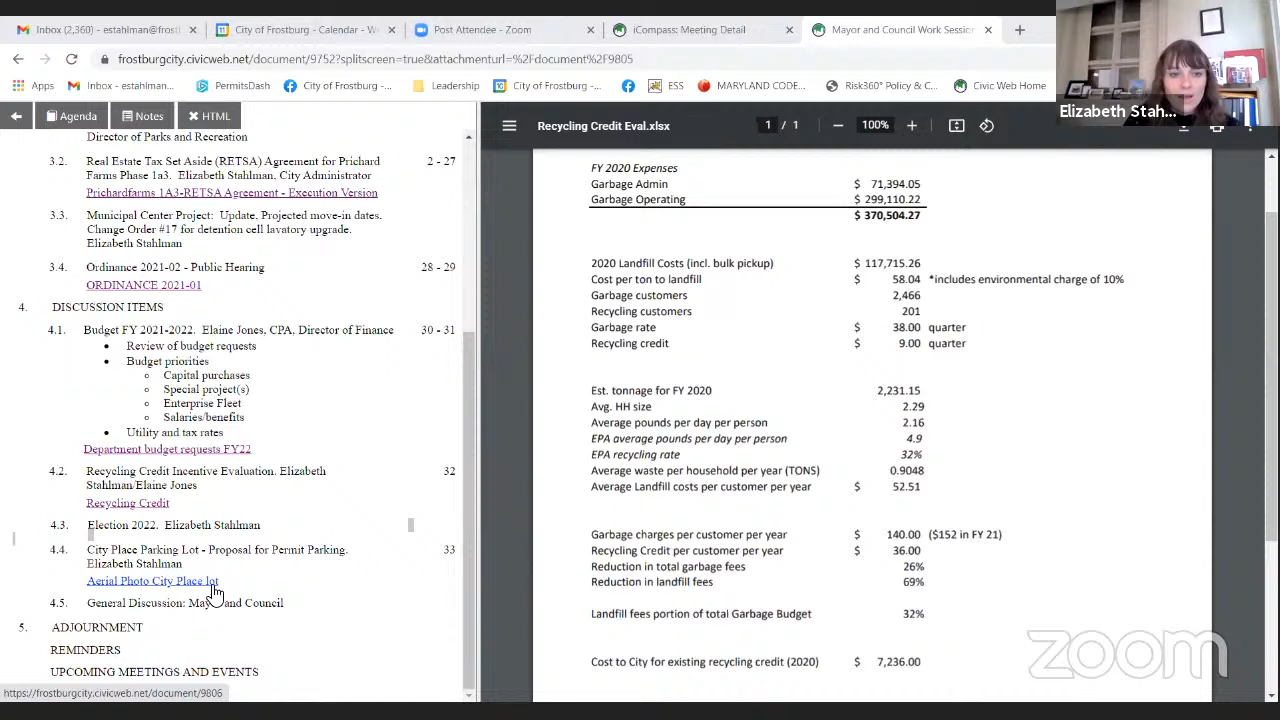 Inbox (2,360) - estahlman@frost
City of Frostburg - Calendar - W
Post Attendee - Zoom
iCompass: Meeting Detail
Mayor and Council Work Session
frostburgcity.civicweb.net/document/9752?splitscreen=true&attachmenturl=%2Fdocument%2F9805
Apps
Inbox - estahlman...
PermitsDash
City of Frostburg -...
Leadership
City of Frostburg -...
ESS
MARYLAND CODE...
Risk360° Policy & C...
Civic Web Home
Elizabeth Stah...
Agenda
Notes
HTML
Recycling Credit Eval.xlsx
1 / 1
100%
Director of Parks and Recreation
3.2. Real Estate Tax Set Aside (RETSA) Agreement for Prichard 2 - 27
Farms Phase 1a3. Elizabeth Stahlman, City Administrator
Prichardfarms 1A3-RETSA Agreement - Execution Version
3.3. Municipal Center Project: Update, Projected move-in dates.
Change Order #17 for detention cell lavatory upgrade.
Elizabeth Stahlman
3.4. Ordinance 2021-02 - Public Hearing 28 - 29
ORDINANCE 2021-01
4. DISCUSSION ITEMS
4.1. Budget FY 2021-2022. Elaine Jones, CPA, Director of Finance 30 - 31
• Review of budget requests
• Budget priorities
○ Capital purchases
○ Special project(s)
○ Enterprise Fleet
○ Salaries/benefits
• Utility and tax rates
Department budget requests FY22
4.2. Recycling Credit Incentive Evaluation. Elizabeth 32
Stahlman/Elaine Jones
Recycling Credit
4.3. Election 2022. Elizabeth Stahlman
4.4. City Place Parking Lot - Proposal for Permit Parking. 33
Elizabeth Stahlman
Aerial Photo City Place lot
4.5. General Discussion: Mayor and Council
5. ADJOURNMENT
REMINDERS
UPCOMING MEETINGS AND EVENTS
https://frostburgcity.civicweb.net/document/9806
FY 2020 Expenses
Garbage Admin $ 71,394.05
Garbage Operating $ 299,110.22
$ 370,504.27
2020 Landfill Costs (incl. bulk pickup) $ 117,715.26
Cost per ton to landfill $ 58.04 *includes environmental charge of 10%
Garbage customers 2,466
Recycling customers 201
Garbage rate $ 38.00 quarter
Recycling credit $ 9.00 quarter
Est. tonnage for FY 2020 2,231.15
Avg. HH size 2.29
Average pounds per day per person 2.16
EPA average pounds per day per person 4.9
EPA recycling rate 32%
Average waste per household per year (TONS) 0.9048
Average Landfill costs per customer per year $ 52.51
Garbage charges per customer per year $ 140.00 ($152 in FY 21)
Recycling Credit per customer per year $ 36.00
Reduction in total garbage fees 26%
Reduction in landfill fees 69%
Landfill fees portion of total Garbage Budget 32%
Cost to City for existing recycling credit (2020) $ 7,236.00
zoom